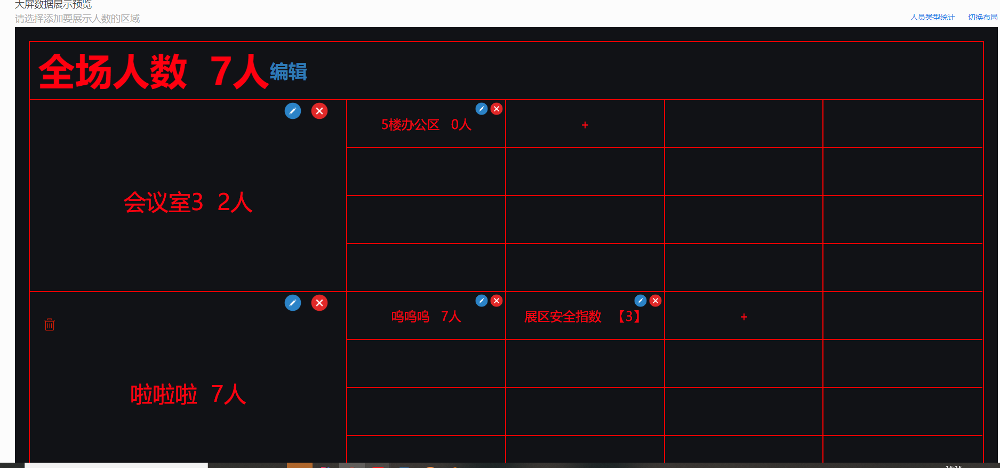 大屏数据展示预览
请选择添加要展示人数的区域
人员类型统计 切换布局
全场人数 7人编辑
5楼办公区 0人 +
会议室3 2人
呜呜呜 7人 展区安全指数 【3】 +
啦啦啦 7人
16:15